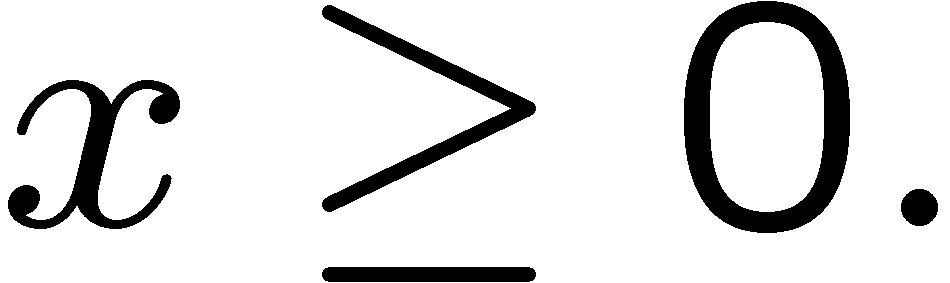 x ≥ 0.